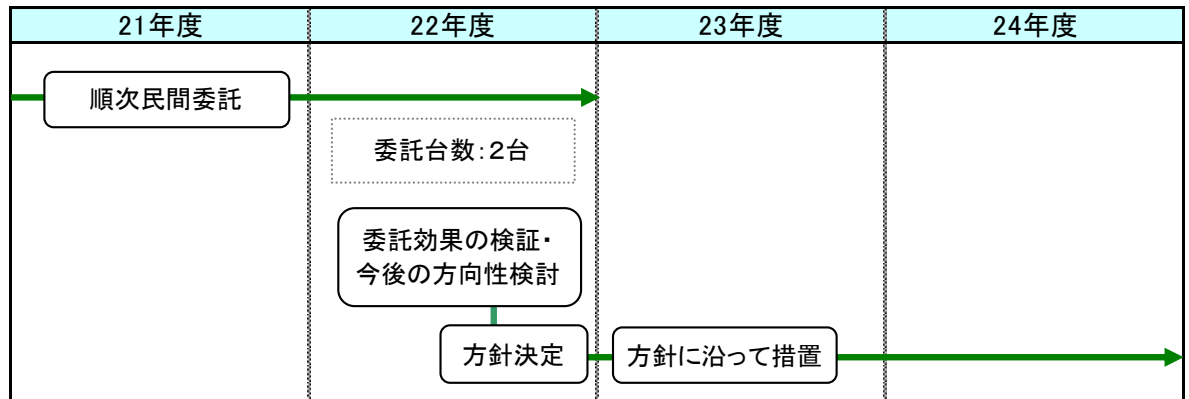 21年度
22年度
23年度
24年度
順次民間委託
委託台数:2台
委託効果の検証・
今後の方向性検討
方針決定
方針に沿って措置